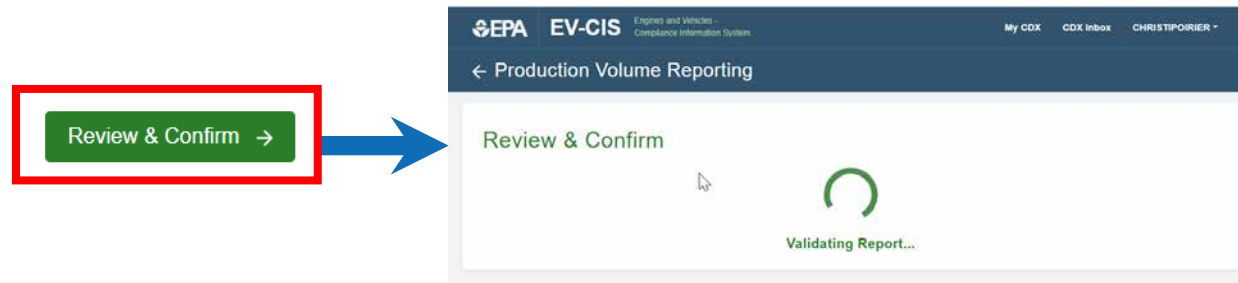 Review & Confirm →
EPA EV-CIS Engines and Vehicles -
Compliance Information System
My CDX CDX Inbox CHRISTIPOIRIER
← Production Volume Reporting
Review & Confirm
Validating Report...